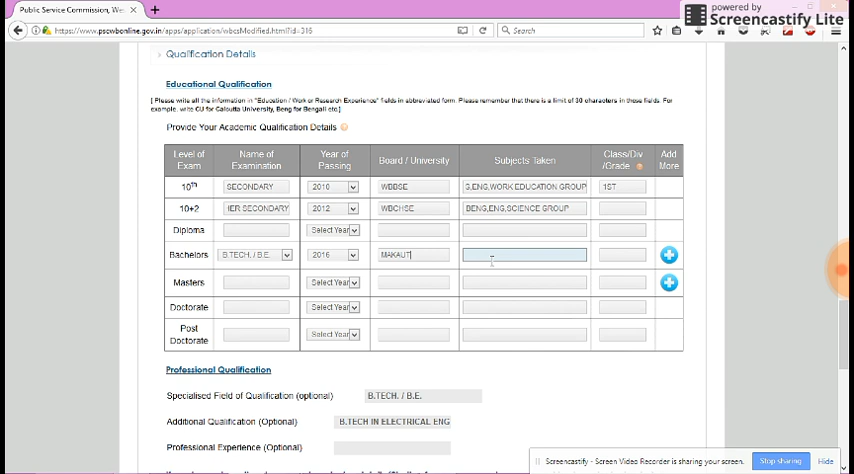 Public Service Commission, Wes
powered by
Screencastify Lite
https://www.pscwbonline.gov.in/apps/application/wbcsModified.html?id=316
Search
Qualification Details
Educational Qualification
[ Please write all the information in "Education / Work or Research Experience" fields in abbreviated form. Please remember that there is a limit of 30 characters in those fields. For
example, write CU for Calcutta University, Beng for Bengali etc.]
Provide Your Academic Qualification Details
Level of Exam Name of Examination Year of Passing Board / University Subjects Taken Class/Div /Grade Add More
10th SECONDARY 2010 WBBSE S,ENG,WORK EDUCATION GROUP 1ST
10+2 IER SECONDARY 2012 WBCHSE BENG,ENG,SCIENCE GROUP
Diploma Select Year
Bachelors B.TECH. / B.E. 2016 MAKAUT
Masters Select Year
Doctorate Select Year
Post Doctorate Select Year
Professional Qualification
Specialised Field of Qualification (optional) B.TECH. / B.E.
Additional Qualification (Optional) B.TECH IN ELECTRICAL ENG
Professional Experience (Optional)
Screencastify - Screen Video Recorder is sharing your screen. Stop sharing Hide